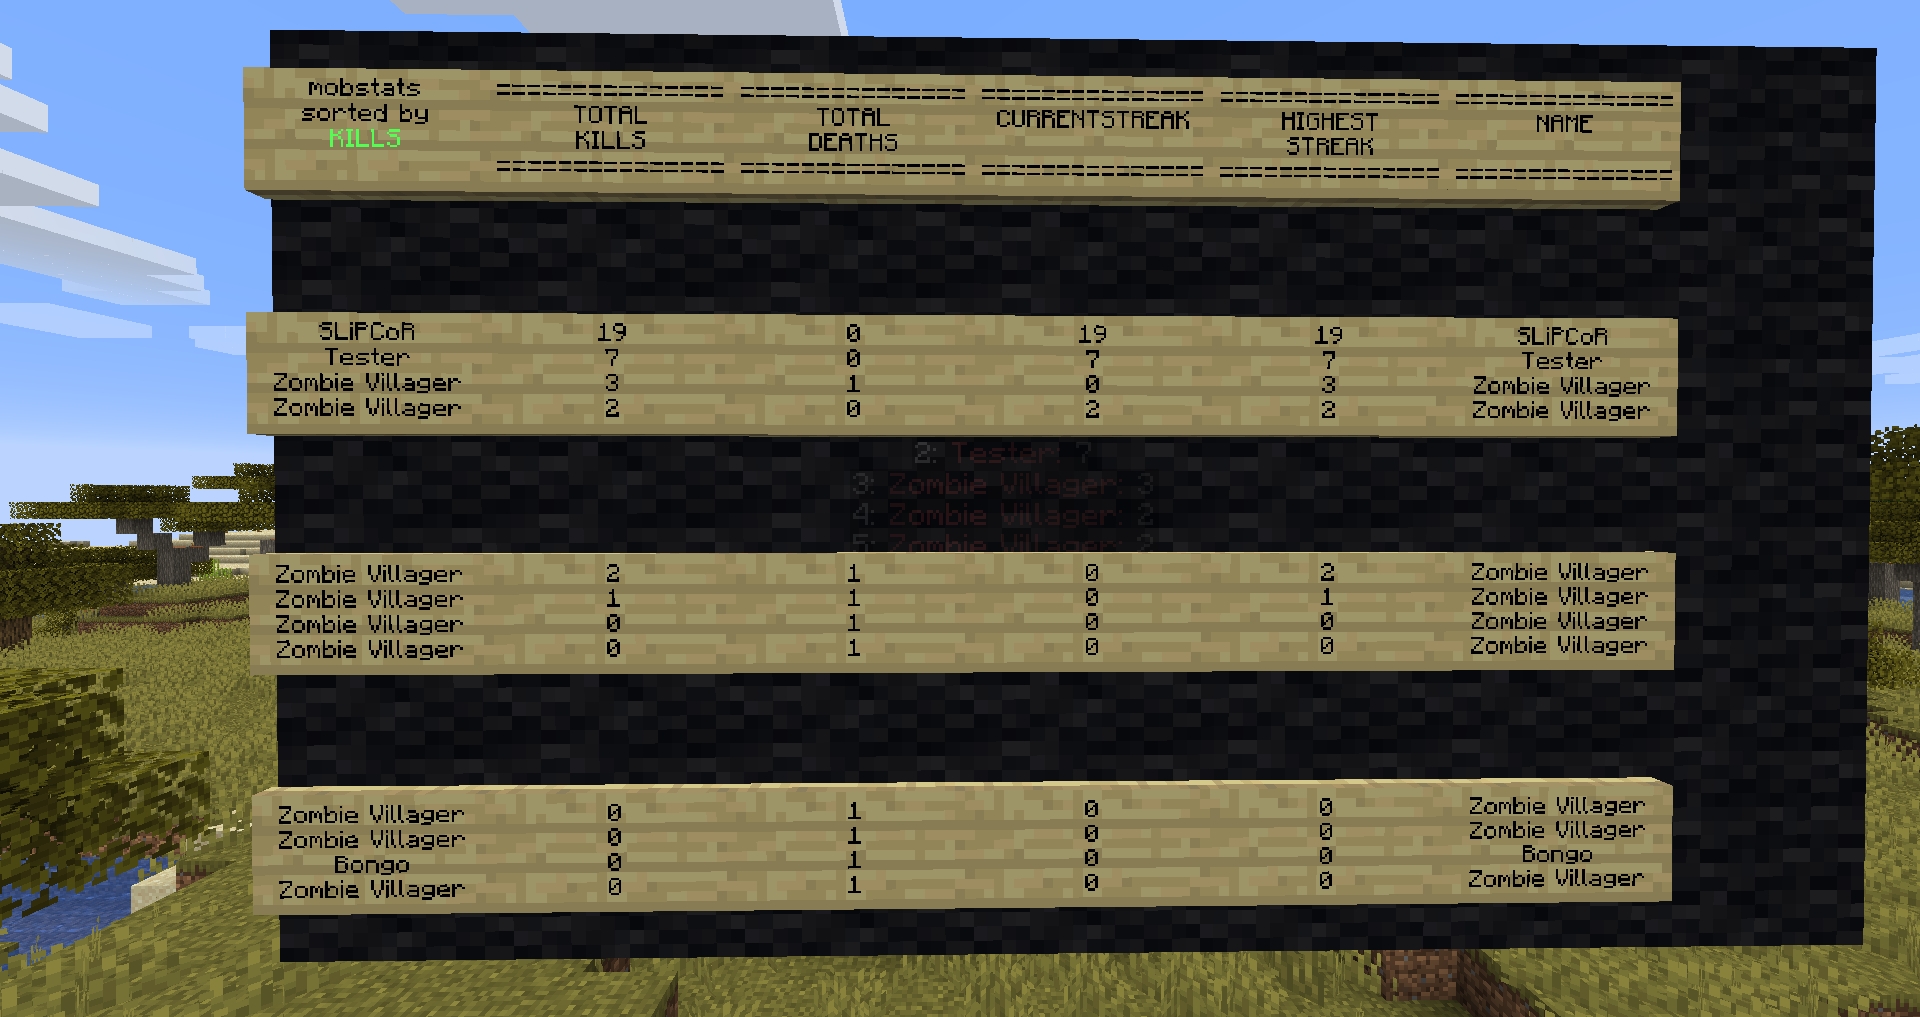 mobstats
sorted by
KILLS
====================
TOTAL
KILLS
====================
====================
TOTAL
DEATHS
====================
====================
CURRENTSTREAK
====================
====================
HIGHEST
STREAK
====================
====================
NAME
====================
SLiPCoR 19 0 19 19 SLiPCoR
Tester 7 0 7 7 Tester
Zombie Villager 3 1 0 3 Zombie Villager
Zombie Villager 2 0 2 2 Zombie Villager
2: Tester: 7
3: Zombie Villager: 3
4: Zombie Villager: 2
5: Zombie Villager: 2
Zombie Villager 2 1 0 2 Zombie Villager
Zombie Villager 1 1 0 1 Zombie Villager
Zombie Villager 0 1 0 0 Zombie Villager
Zombie Villager 0 1 0 0 Zombie Villager
Zombie Villager 0 1 0 0 Zombie Villager
Zombie Villager 0 1 0 0 Zombie Villager
Bongo 0 1 0 0 Bongo
Zombie Villager 0 1 0 0 Zombie Villager